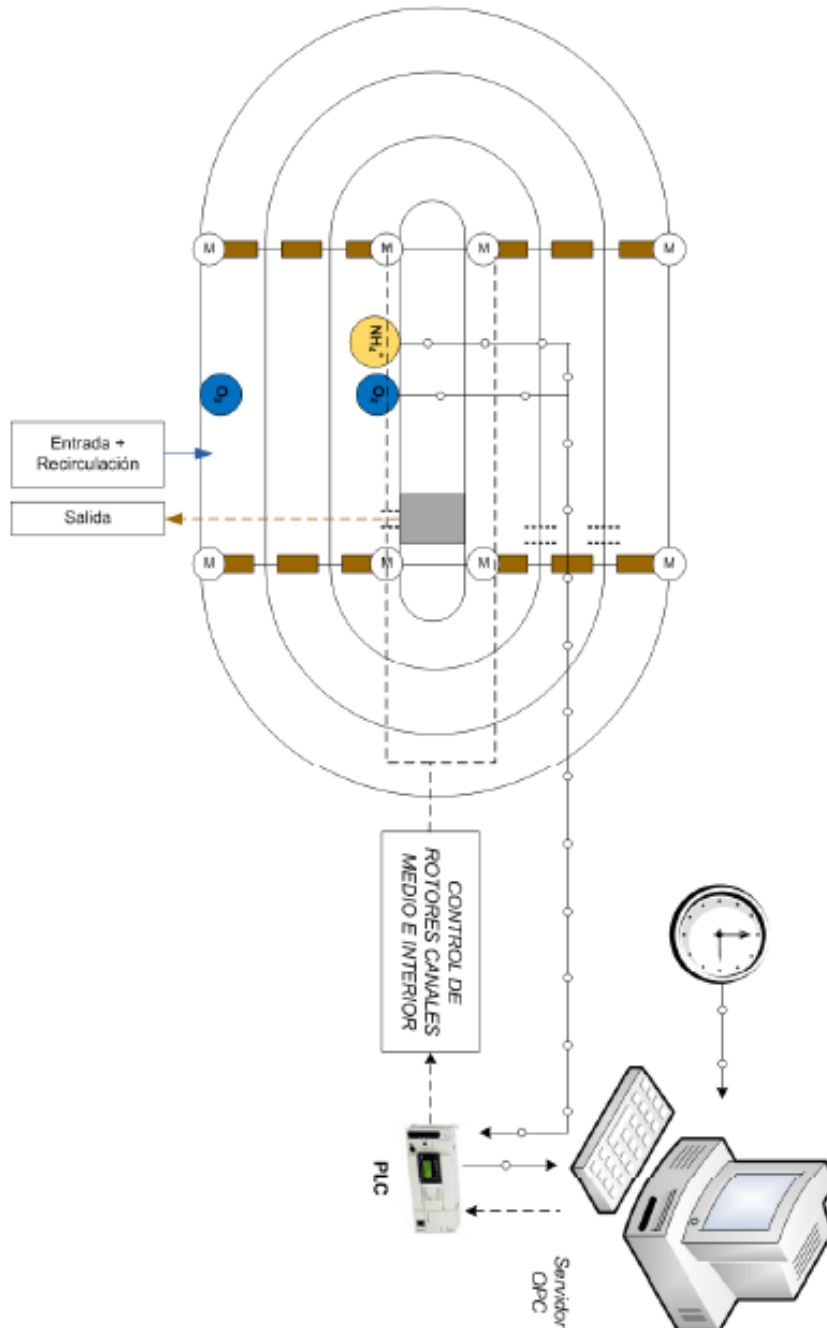 M
M
M
M
NH₄⁺
O₂
O₂
Entrada +
Recirculación
Salida
M
M
M
M
CONTROL DE
ROTORES CANALES
MEDIO E INTERIOR
PLC
Servidor
OPC